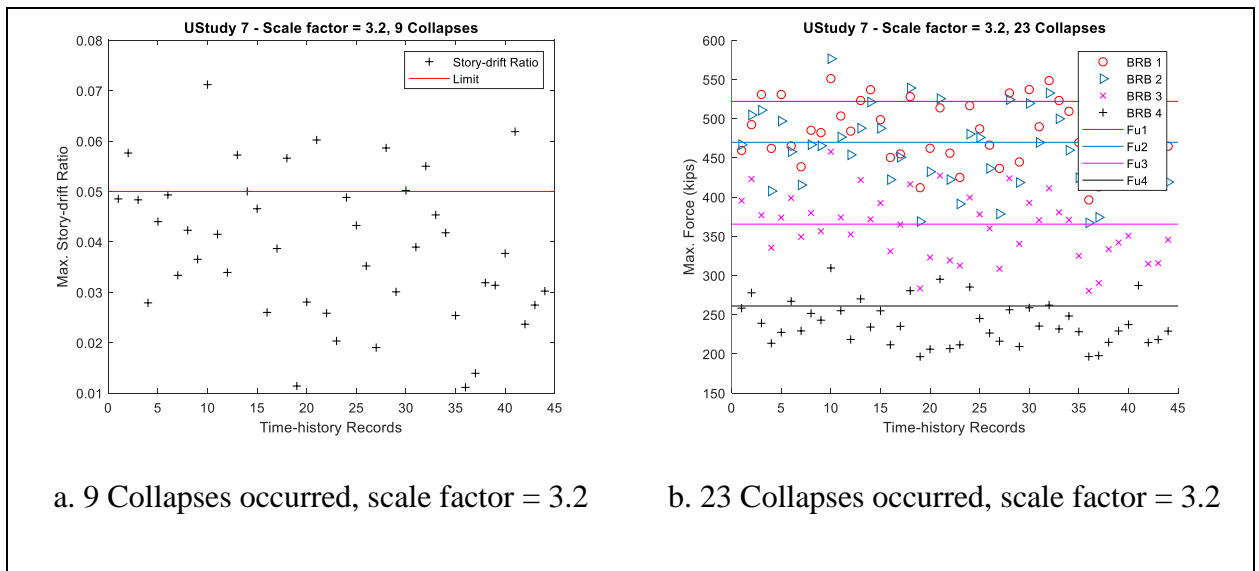 UStudy 7 - Scale factor = 3.2, 9 Collapses
0.08
0.07
0.06
0.05
0.04
0.03
0.02
0.01
Max. Story-drift Ratio
Story-drift Ratio
Limit
0 5 10 15 20 25 30 35 40 45
Time-history Records
a. 9 Collapses occurred, scale factor = 3.2
UStudy 7 - Scale factor = 3.2, 23 Collapses
600
550
500
450
400
350
300
250
200
150
Max. Force (kips)
BRB 1
BRB 2
BRB 3
BRB 4
Fu1
Fu2
Fu3
Fu4
0 5 10 15 20 25 30 35 40 45
Time-history Records
b. 23 Collapses occurred, scale factor = 3.2